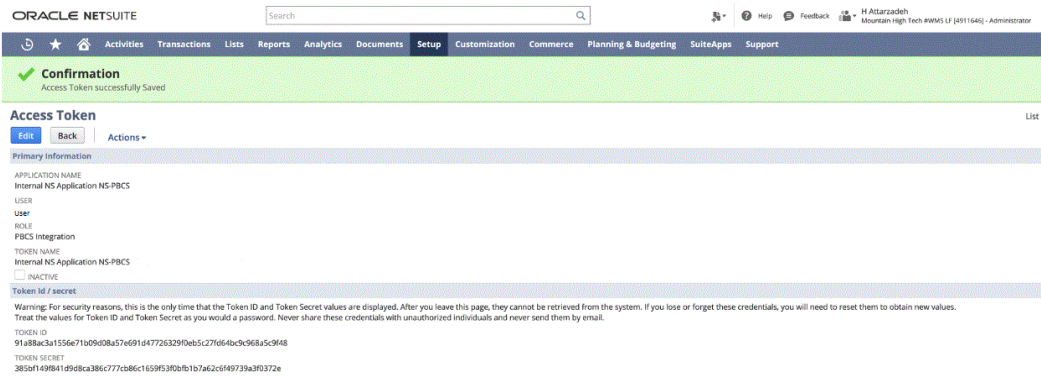 ORACLE NETSUITE Search Help Feedback H Attarzadeh
Mountain High Tech #WMS LF [4911646] - Administrator
Activities Transactions Lists Reports Analytics Documents Setup Customization Commerce Planning & Budgeting SuiteApps Support
Confirmation
Access Token successfully Saved
Access Token List
Edit Back Actions
Primary Information
APPLICATION NAME
Internal NS Application NS-PBCS
USER
User
ROLE
PBCS Integration
TOKEN NAME
Internal NS Application NS-PBCS
INACTIVE
Token Id / secret
Warning: For security reasons, this is the only time that the Token ID and Token Secret values are displayed. After you leave this page, they cannot be retrieved from the system. If you lose or forget these credentials, you will need to reset them to obtain new values.
Treat the values for Token ID and Token Secret as you would a password. Never share these credentials with unauthorized individuals and never send them by email.
TOKEN ID
91a88ac3a1556e71b09d08a57e691d47726329f0eb5c27fd64bc9c968a5c9f48
TOKEN SECRET
385bf149f841d9d8ca386c777cb86c1659f53f0bfb1b7a62c6f49739a3f0372e